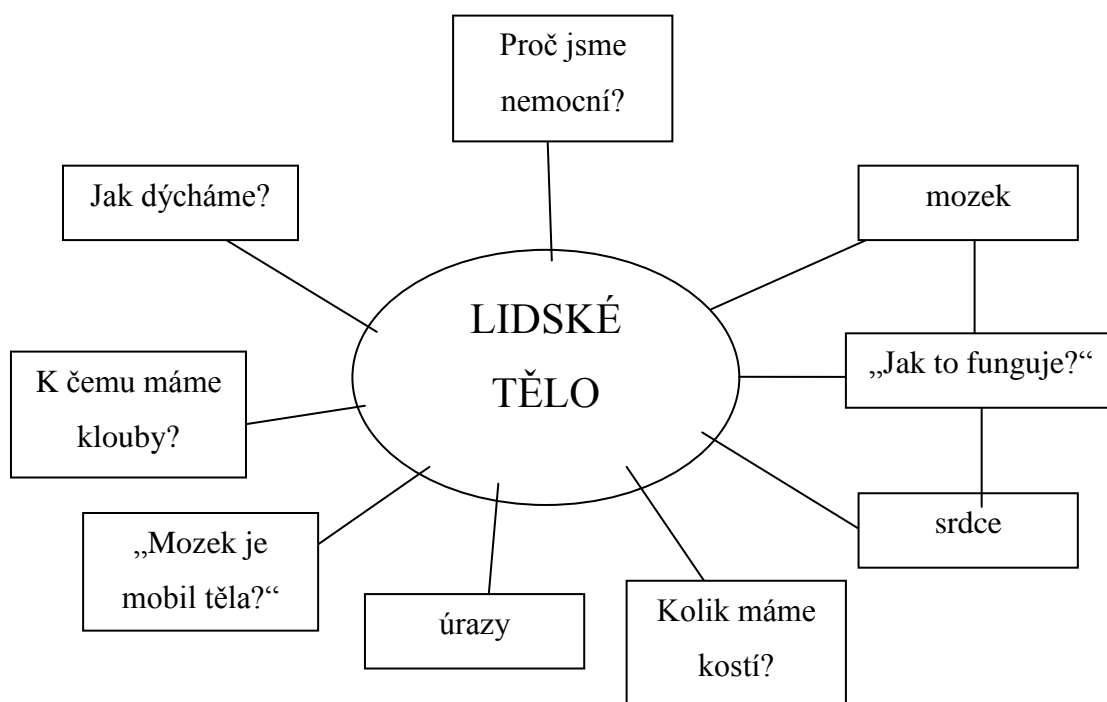 Proč jsme
nemocní?
Jak dýcháme?
mozek
LIDSKÉ
TĚLO
„Jak to funguje?“
K čemu máme
klouby?
srdce
„Mozek je
mobil těla?“
úrazy
Kolik máme
kostí?